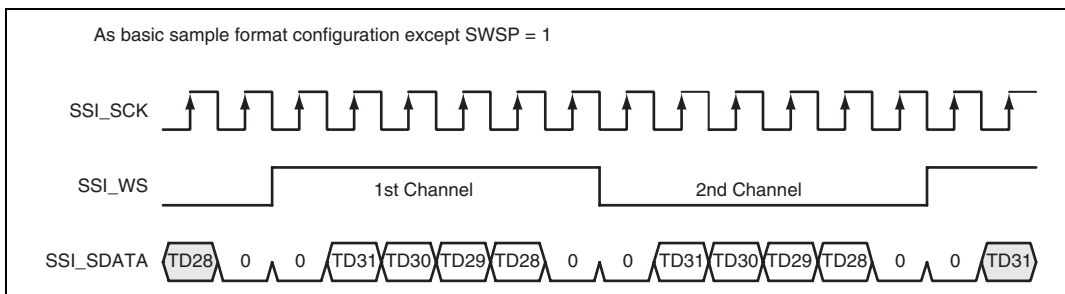 As basic sample format configuration except SWSP = 1
SSI_SCK
SSI_WS 1st Channel 2nd Channel
SSI_SDATA TD28 0 0 TD31 TD30 TD29 TD28 0 0 TD31 TD30 TD29 TD28 0 0 TD31